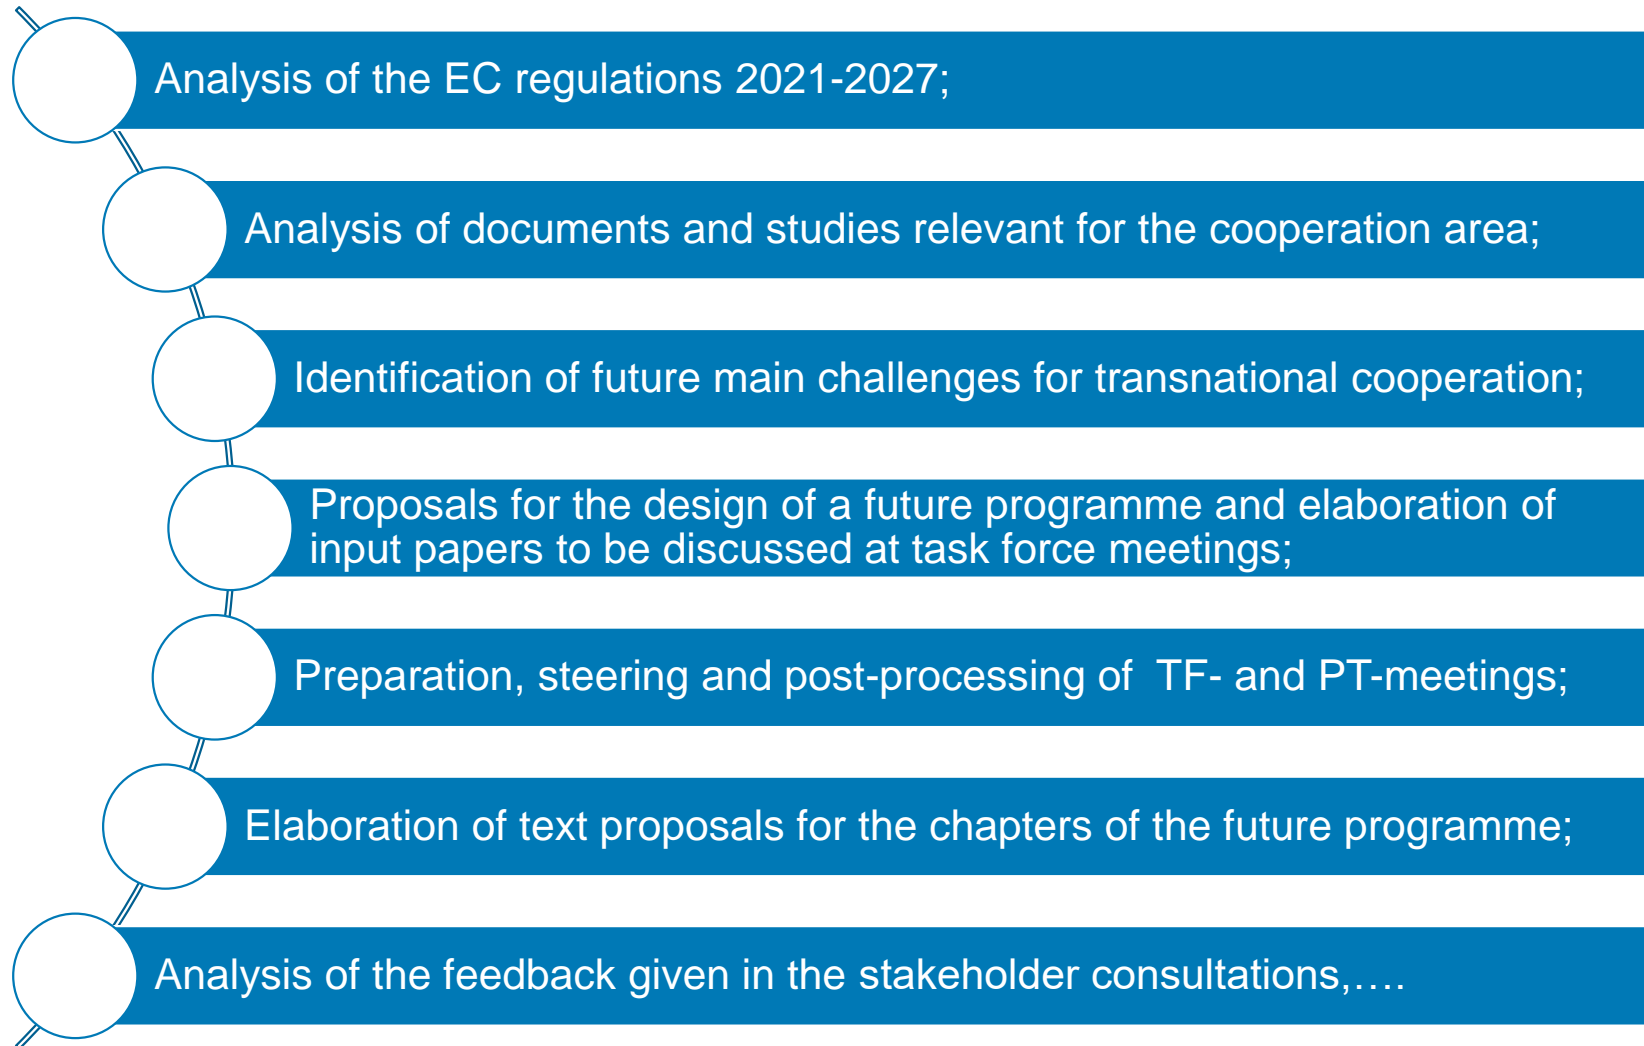 Analysis of the EC regulations 2021-2027;
Analysis of documents and studies relevant for the cooperation area;
Identification of future main challenges for transnational cooperation;
Proposals for the design of a future programme and elaboration of
input papers to be discussed at task force meetings;
Preparation, steering and post-processing of  TF- and PT-meetings;
Elaboration of text proposals for the chapters of the future programme;
Analysis of the feedback given in the stakeholder consultations,….